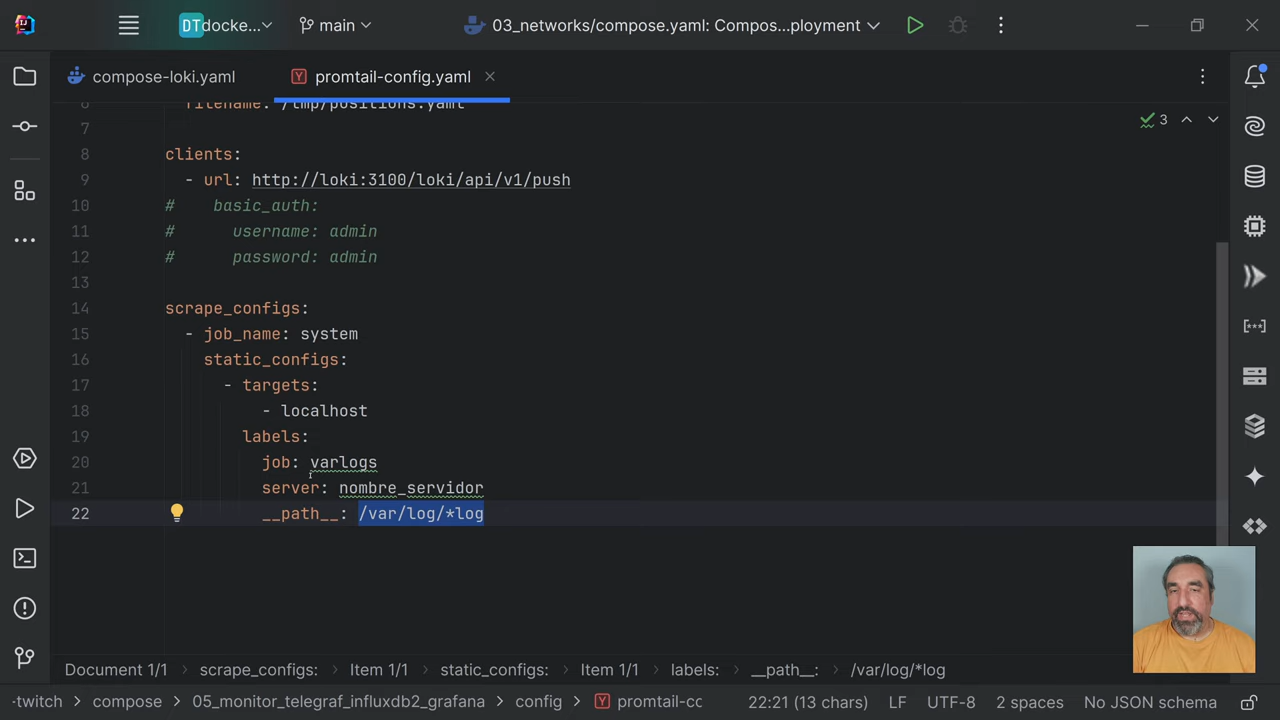 DT docke...
main
03_networks/compose.yaml: Compos...ployment
compose-loki.yaml
promtail-config.yaml
3
6 filename: /tmp/positions.yaml
7
8 clients:
9 - url: http://loki:3100/loki/api/v1/push
10 # basic_auth:
11 # username: admin
12 # password: admin
13
14 scrape_configs:
15 - job_name: system
16 static_configs:
17 - targets:
18 - localhost
19 labels:
20 job: varlogs
21 server: nombre_servidor
22 __path__: /var/log/*log
Document 1/1 scrape_configs: Item 1/1 static_configs: Item 1/1 labels: __path__: /var/log/*log
-twitch compose 05_monitor_telegraf_influxdb2_grafana config promtail-cc 22:21 (13 chars) LF UTF-8 2 spaces No JSON schema